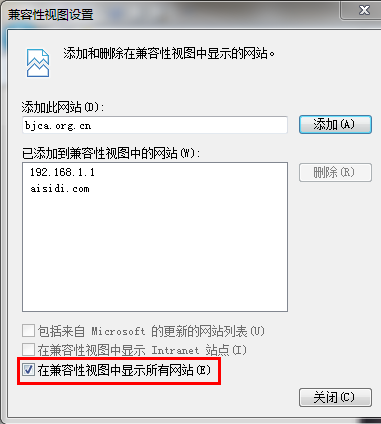 兼容性视图设置
添加和删除在兼容性视图中显示的网站。
添加此网站(D):
bjca.org.cn
添加(A)
已添加到兼容性视图中的网站(W):
192.168.1.1
aisidi.com
删除(R)
包括来自 Microsoft 的更新的网站列表(U)
在兼容性视图中显示 Intranet 站点(I)
在兼容性视图中显示所有网站(E)
关闭(C)